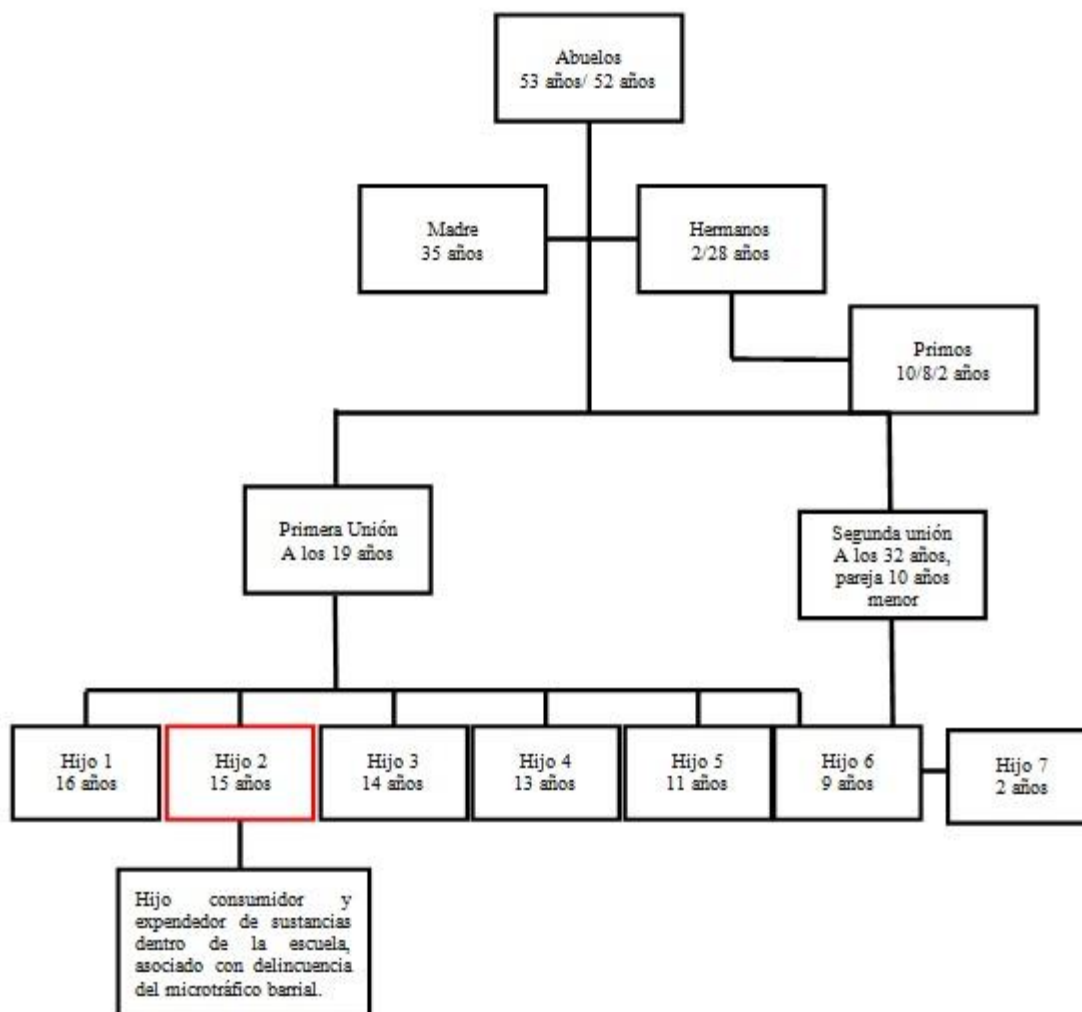 Abuelos
53 años/ 52 años
Madre
35 años
Hermanos
2/28 años
Primos
10/8/2 años
Primera Unión
A los 19 años
Segunda unión
A los 32 años,
pareja 10 años
menor
Hijo 1
16 años
Hijo 2
15 años
Hijo 3
14 años
Hijo 4
13 años
Hijo 5
11 años
Hijo 6
9 años
Hijo 7
2 años
Hijo consumidor y
expendedor de sustancias
dentro de la escuela,
asociado con delincuencia
del microtráfico barrial.